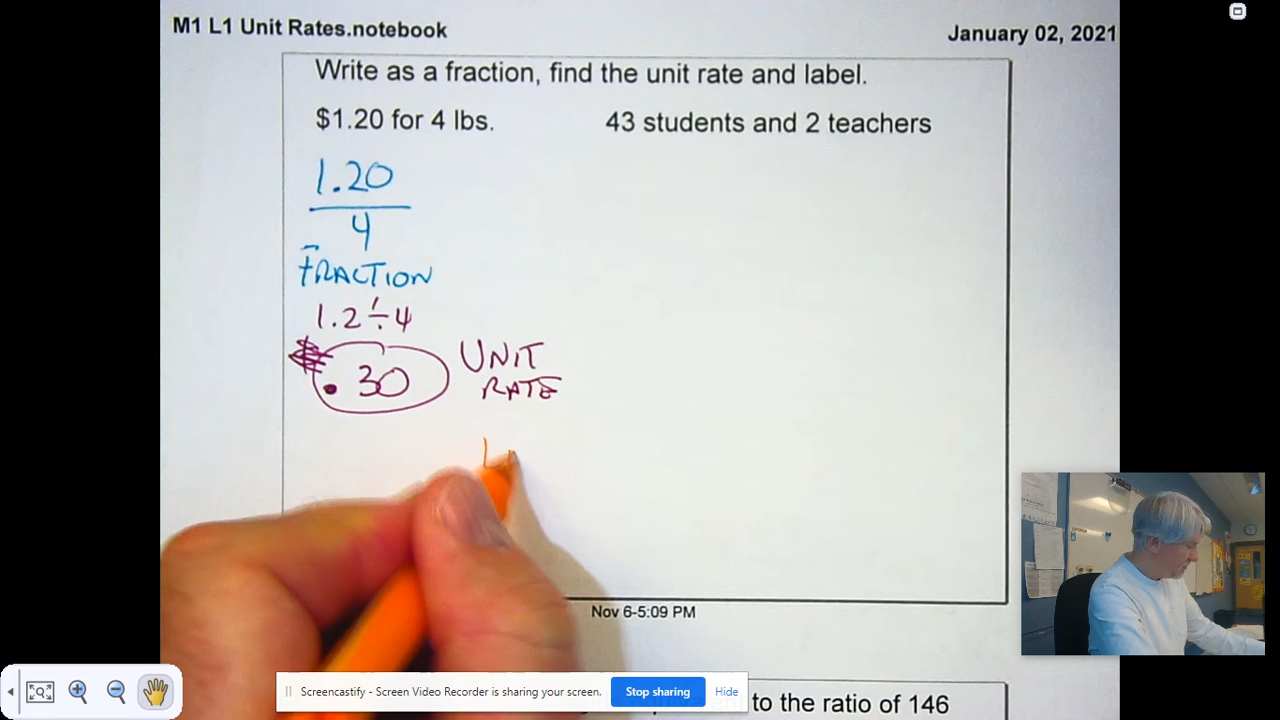 M1 L1 Unit Rates.notebook
January 02, 2021
Write as a fraction, find the unit rate and label.
$1.20 for 4 lbs.
43 students and 2 teachers
1.20
4
FRACTION
1.2 ÷ 4
.30
UNIT
RATE
Nov 6-5:09 PM
Screencastify - Screen Video Recorder is sharing your screen.
Stop sharing
Hide
to the ratio of 146